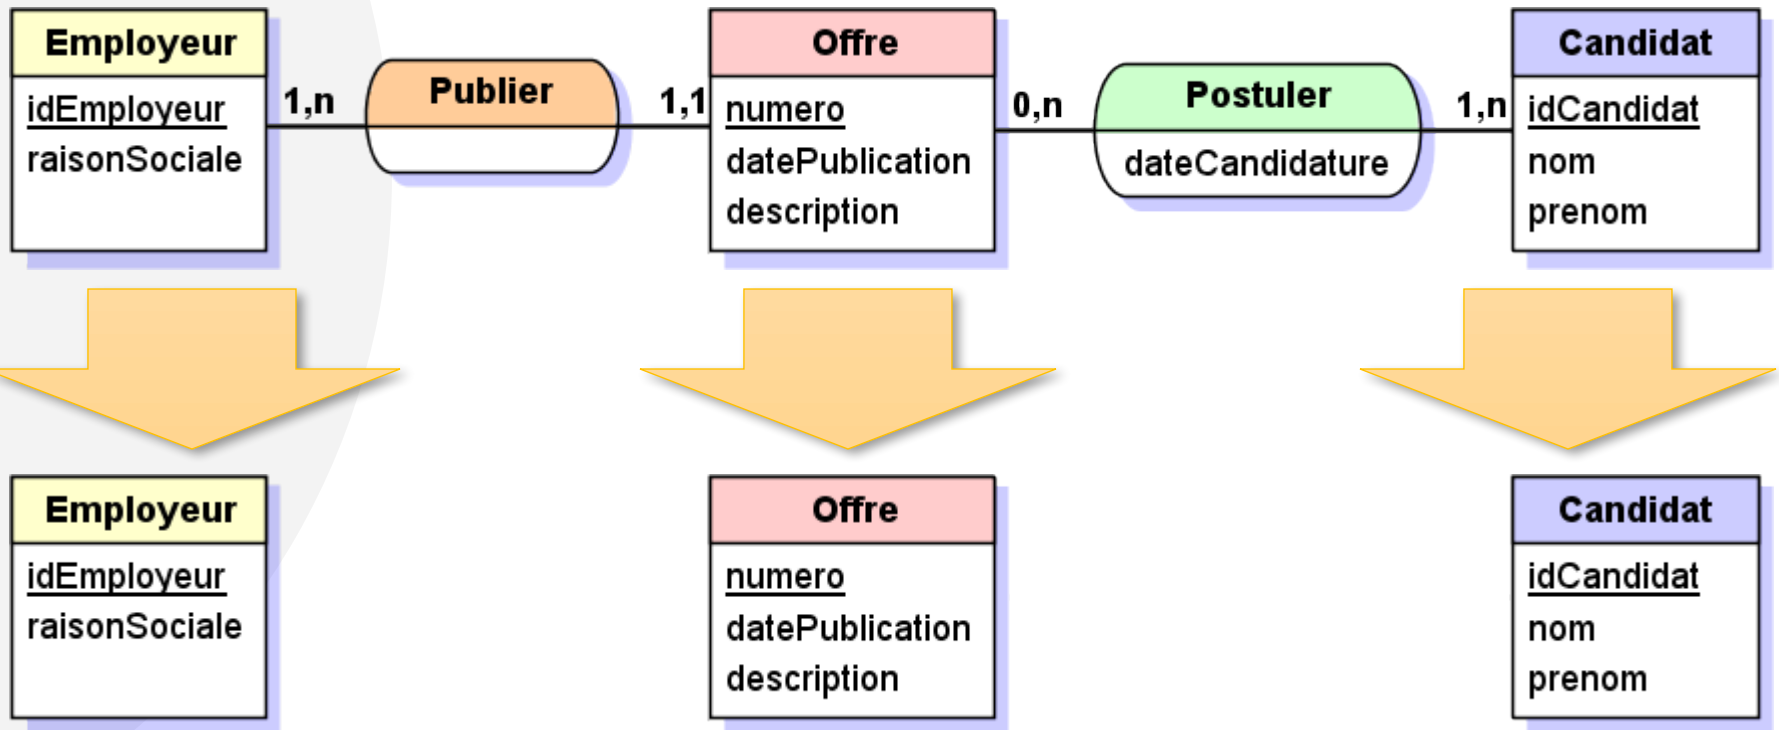 Employeur
idEmployeur
raisonSociale
1,n
Publier
1,1
Offre
numero
datePublication
description
0,n
Postuler
dateCandidature
1,n
Candidat
idCandidat
nom
prenom
Employeur
idEmployeur
raisonSociale
Offre
numero
datePublication
description
Candidat
idCandidat
nom
prenom